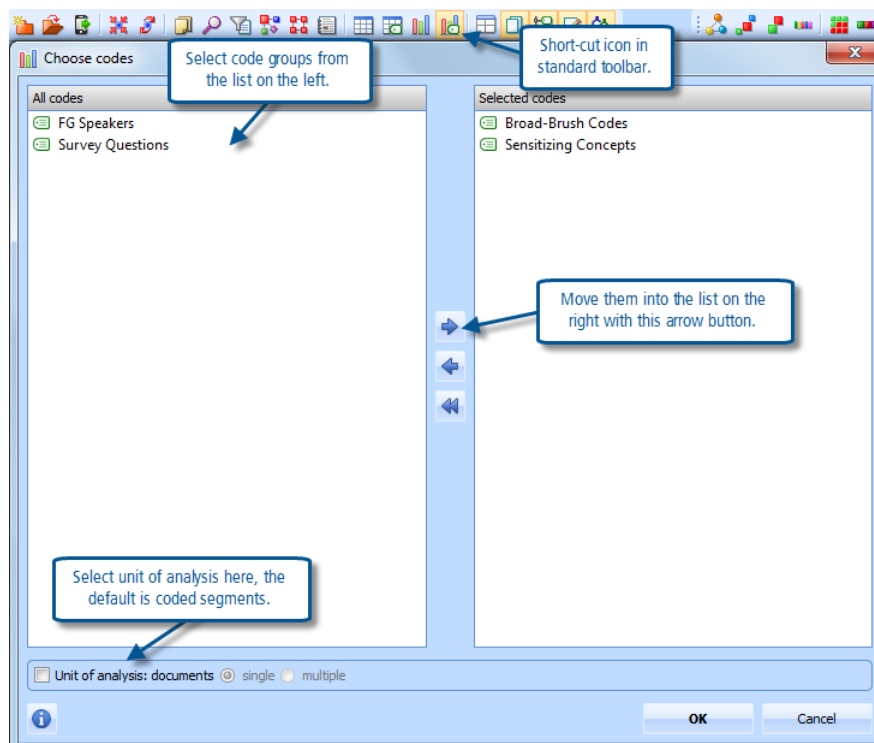 Short-cut icon in
standard toolbar.
Choose codes
Select code groups from
the list on the left.
All codes
FG Speakers
Survey Questions
Selected codes
Broad-Brush Codes
Sensitizing Concepts
Move them into the list on the
right with this arrow button.
Select unit of analysis here, the
default is coded segments.
Unit of analysis: documents single multiple
OK Cancel